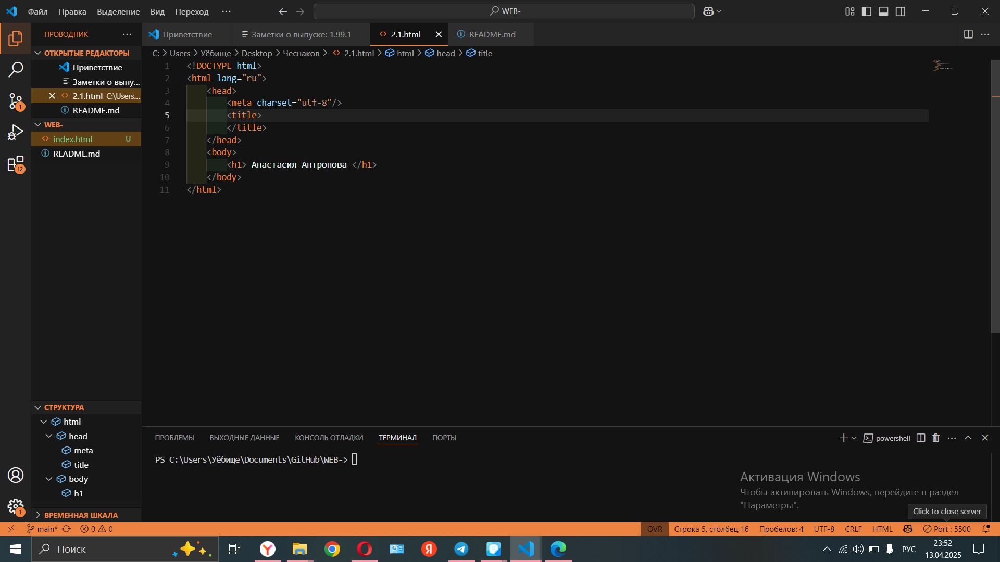 Файл Правка Выделение Вид Переход ··· WEB-
ПРОВОДНИК ···
Приветствие Заметки о выпуске: 1.99.1 2.1.html README.md
C: > Users > Уёбище > Desktop > Чеснаков > 2.1.html > html > head > title
ОТКРЫТЫЕ РЕДАКТОРЫ
Приветствие
Заметки о выпу...
2.1.html C:\Users...
README.md
WEB-
index.html U
README.md
1
12
1 <!DOCTYPE html>
2 <html lang="ru">
3 <head>
4 <meta charset="utf-8"/>
5 <title>
6 </title>
7 </head>
8 <body>
9 <h1> Анастасия Антропова </h1>
10 </body>
11 </html>
СТРУКТУРА
html
head
meta
title
body
h1
ВРЕМЕННАЯ ШКАЛА
1
ПРОБЛЕМЫ ВЫХОДНЫЕ ДАННЫЕ КОНСОЛЬ ОТЛАДКИ ТЕРМИНАЛ ПОРТЫ
powershell
PS C:\Users\Уёбище\Documents\GitHub\WEB->
Активация Windows
Чтобы активировать Windows, перейдите в раздел
"Параметры".
Click to close server
main* 0 0 OVR Строка 5, столбец 16 Пробелов: 4 UTF-8 CRLF HTML Port : 5500
Поиск
РУС
23:52
13.04.2025